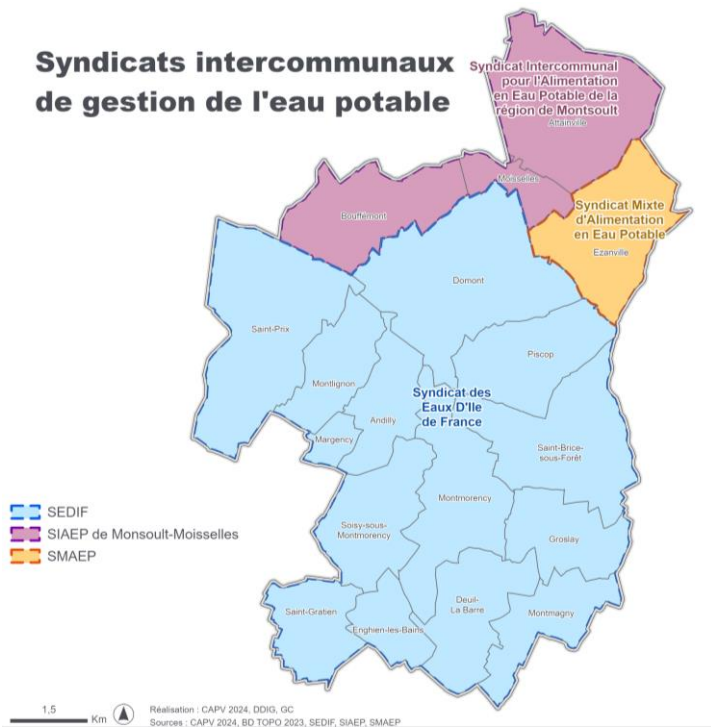 Syndicats intercommunaux
de gestion de l'eau potable
Syndicat Intercommunal
pour l'Alimentation
en Eau Potable de la
région de Montsoult
Attainville
Moisselles
Bouffémont
Syndicat Mixte
d'Alimentation
en Eau Potable
Ezanville
Domont
Saint-Prix
Piscop
Montlignon
Syndicat des
Eaux D'Ile
de France
Andilly
Margency
Saint-Brice-
sous-Forêt
Montmorency
SEDIF
SIAEP de Monsoult-Moisselles
SMAEP
Soisy-sous-
Montmorency
Groslay
Saint-Gratien
Deuil-
La Barre
Montmagny
Enghien-les-Bains
1,5
Km
Réalisation : CAPV 2024, DDIG, GC
Sources : CAPV 2024, BD TOPO 2023, SEDIF, SIAEP, SMAEP